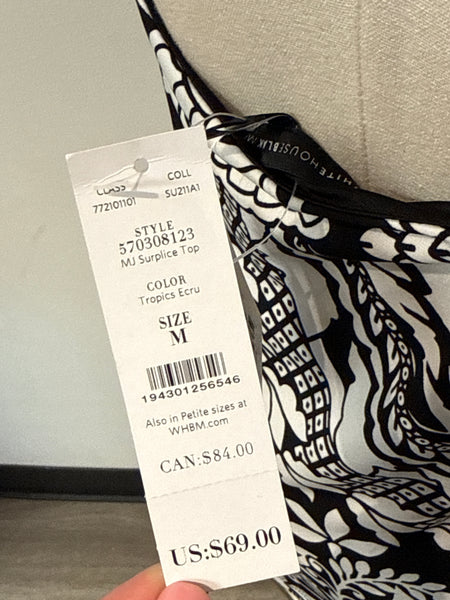 CLASS COLL
772101101 SU211A1
STYLE
570308123
MJ Surplice Top
COLOR
Tropics Ecru
SIZE
M
194301256546
Also in Petite sizes at
WHBM.com
CAN:$84.00
US:$69.00